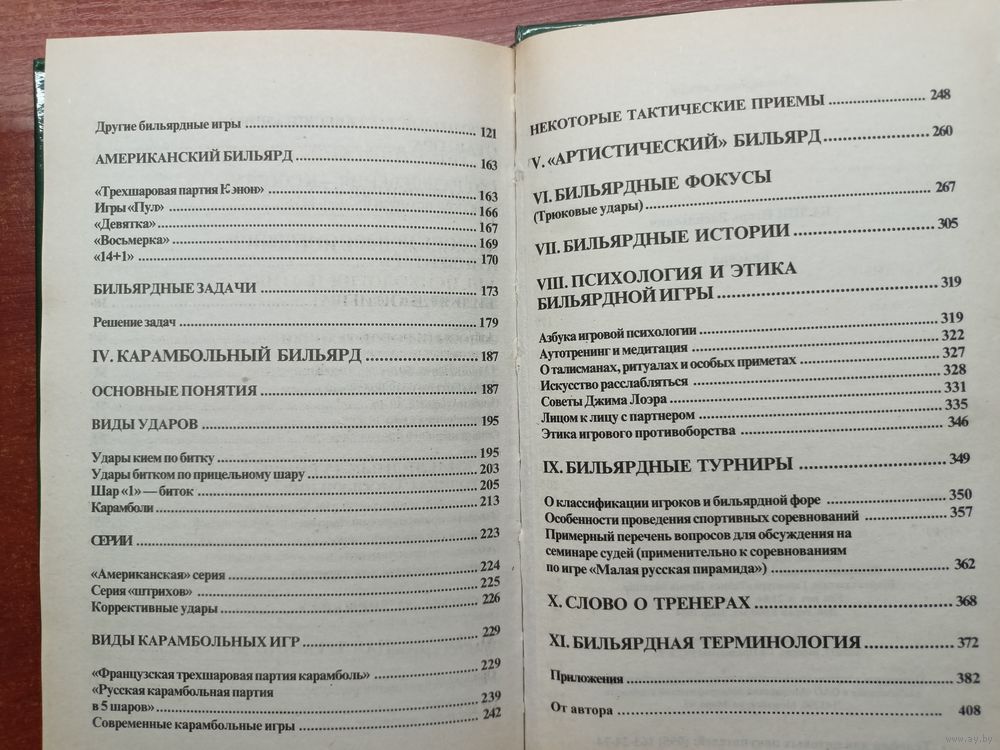 Другие бильярдные игры ........ 121
АМЕРИКАНСКИЙ БИЛЬЯРД ........ 163
«Трехшаровая партия Кэнон» ........ 163
Игры «Пул» ........ 166
«Девятка» ........ 167
«Восьмерка» ........ 169
«14+1» ........ 170
БИЛЬЯРДНЫЕ ЗАДАЧИ ........ 173
Решение задач ........ 179
IV. КАРАМБОЛЬНЫЙ БИЛЬЯРД ........ 187
ОСНОВНЫЕ ПОНЯТИЯ ........ 187
ВИДЫ УДАРОВ ........ 195
Удары кием по битку ........ 195
Удары битком по прицельному шару ........ 203
Шар «1» — биток ........ 205
Карамболи ........ 213
СЕРИИ ........ 223
«Американская» серия ........ 224
Серия «штрихов» ........ 225
Коррективные удары ........ 226
ВИДЫ КАРАМБОЛЬНЫХ ИГР ........ 229
«Французская трехшаровая партия карамболь» ........ 229
«Русская карамбольная партия
в 5 шаров» ........ 239
Современные карамбольные игры ........ 242
НЕКОТОРЫЕ ТАКТИЧЕСКИЕ ПРИЕМЫ ........ 248
V. «АРТИСТИЧЕСКИЙ» БИЛЬЯРД ........ 260
VI. БИЛЬЯРДНЫЕ ФОКУСЫ
(Трюковые удары) ........ 267
VII. БИЛЬЯРДНЫЕ ИСТОРИИ ........ 305
VIII. ПСИХОЛОГИЯ И ЭТИКА
БИЛЬЯРДНОЙ ИГРЫ ........ 319
Азбука игровой психологии ........ 319
Аутотренинг и медитация ........ 322
О талисманах, ритуалах и особых приметах ........ 327
Искусство расслабляться ........ 328
Советы Джима Лоэра ........ 331
Лицом к лицу с партнером ........ 335
Этика игрового противоборства ........ 346
IX. БИЛЬЯРДНЫЕ ТУРНИРЫ ........ 349
О классификации игроков и бильярдной форе ........ 350
Особенности проведения спортивных соревнований ........ 357
Примерный перечень вопросов для обсуждения на
семинаре судей (применительно к соревнованиям
по игре «Малая русская пирамида») ........ 362
X. СЛОВО О ТРЕНЕРАХ ........ 368
XI. БИЛЬЯРДНАЯ ТЕРМИНОЛОГИЯ ........ 372
Приложения ........ 382
От автора ........ 408
www.ay.by